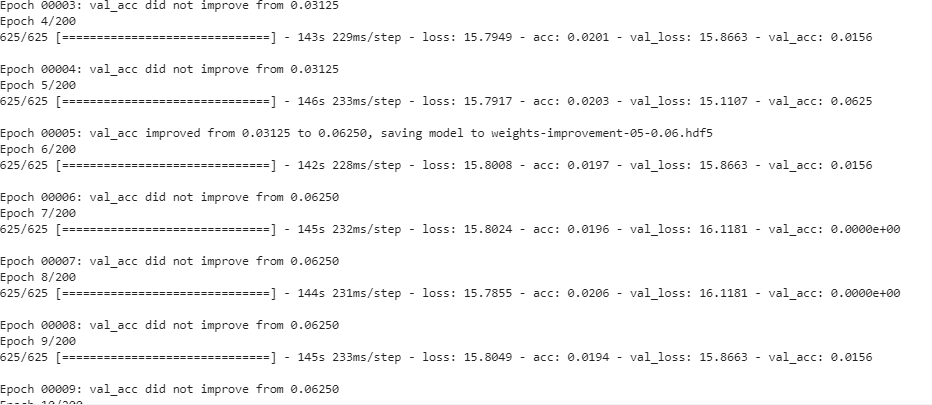 Epoch 00003: val_acc did not improve from 0.03125
Epoch 4/200
625/625 [==============================] - 143s 229ms/step - loss: 15.7949 - acc: 0.0201 - val_loss: 15.8663 - val_acc: 0.0156
Epoch 00004: val_acc did not improve from 0.03125
Epoch 5/200
625/625 [==============================] - 146s 233ms/step - loss: 15.7917 - acc: 0.0203 - val_loss: 15.1107 - val_acc: 0.0625
Epoch 00005: val_acc improved from 0.03125 to 0.06250, saving model to weights-improvement-05-0.06.hdf5
Epoch 6/200
625/625 [==============================] - 142s 228ms/step - loss: 15.8008 - acc: 0.0197 - val_loss: 15.8663 - val_acc: 0.0156
Epoch 00006: val_acc did not improve from 0.06250
Epoch 7/200
625/625 [==============================] - 145s 232ms/step - loss: 15.8024 - acc: 0.0196 - val_loss: 16.1181 - val_acc: 0.0000e+00
Epoch 00007: val_acc did not improve from 0.06250
Epoch 8/200
625/625 [==============================] - 144s 231ms/step - loss: 15.7855 - acc: 0.0206 - val_loss: 16.1181 - val_acc: 0.0000e+00
Epoch 00008: val_acc did not improve from 0.06250
Epoch 9/200
625/625 [==============================] - 145s 233ms/step - loss: 15.8049 - acc: 0.0194 - val_loss: 15.8663 - val_acc: 0.0156
Epoch 00009: val_acc did not improve from 0.06250
Epoch 10/200